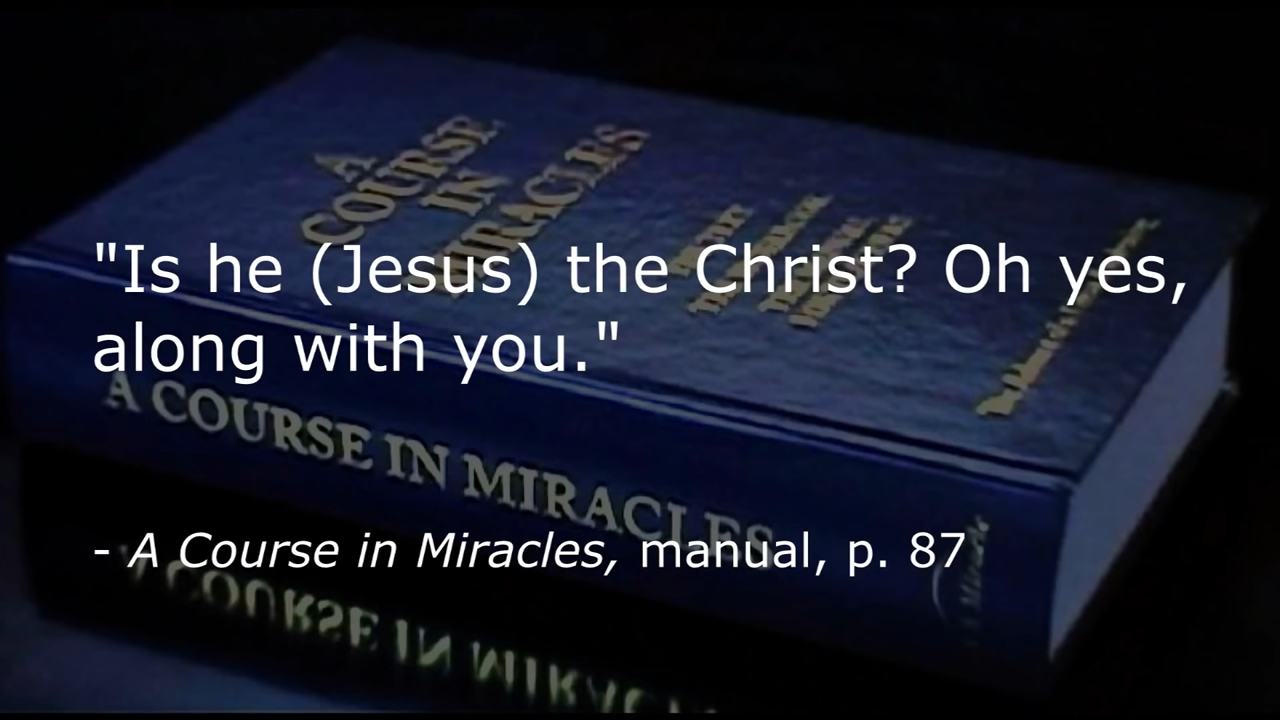 A
COURSE
IN
MIRACLES
"Is he (Jesus) the Christ? Oh yes,
along with you."
A COURSE IN MIRACLES
- A Course in Miracles, manual, p. 87